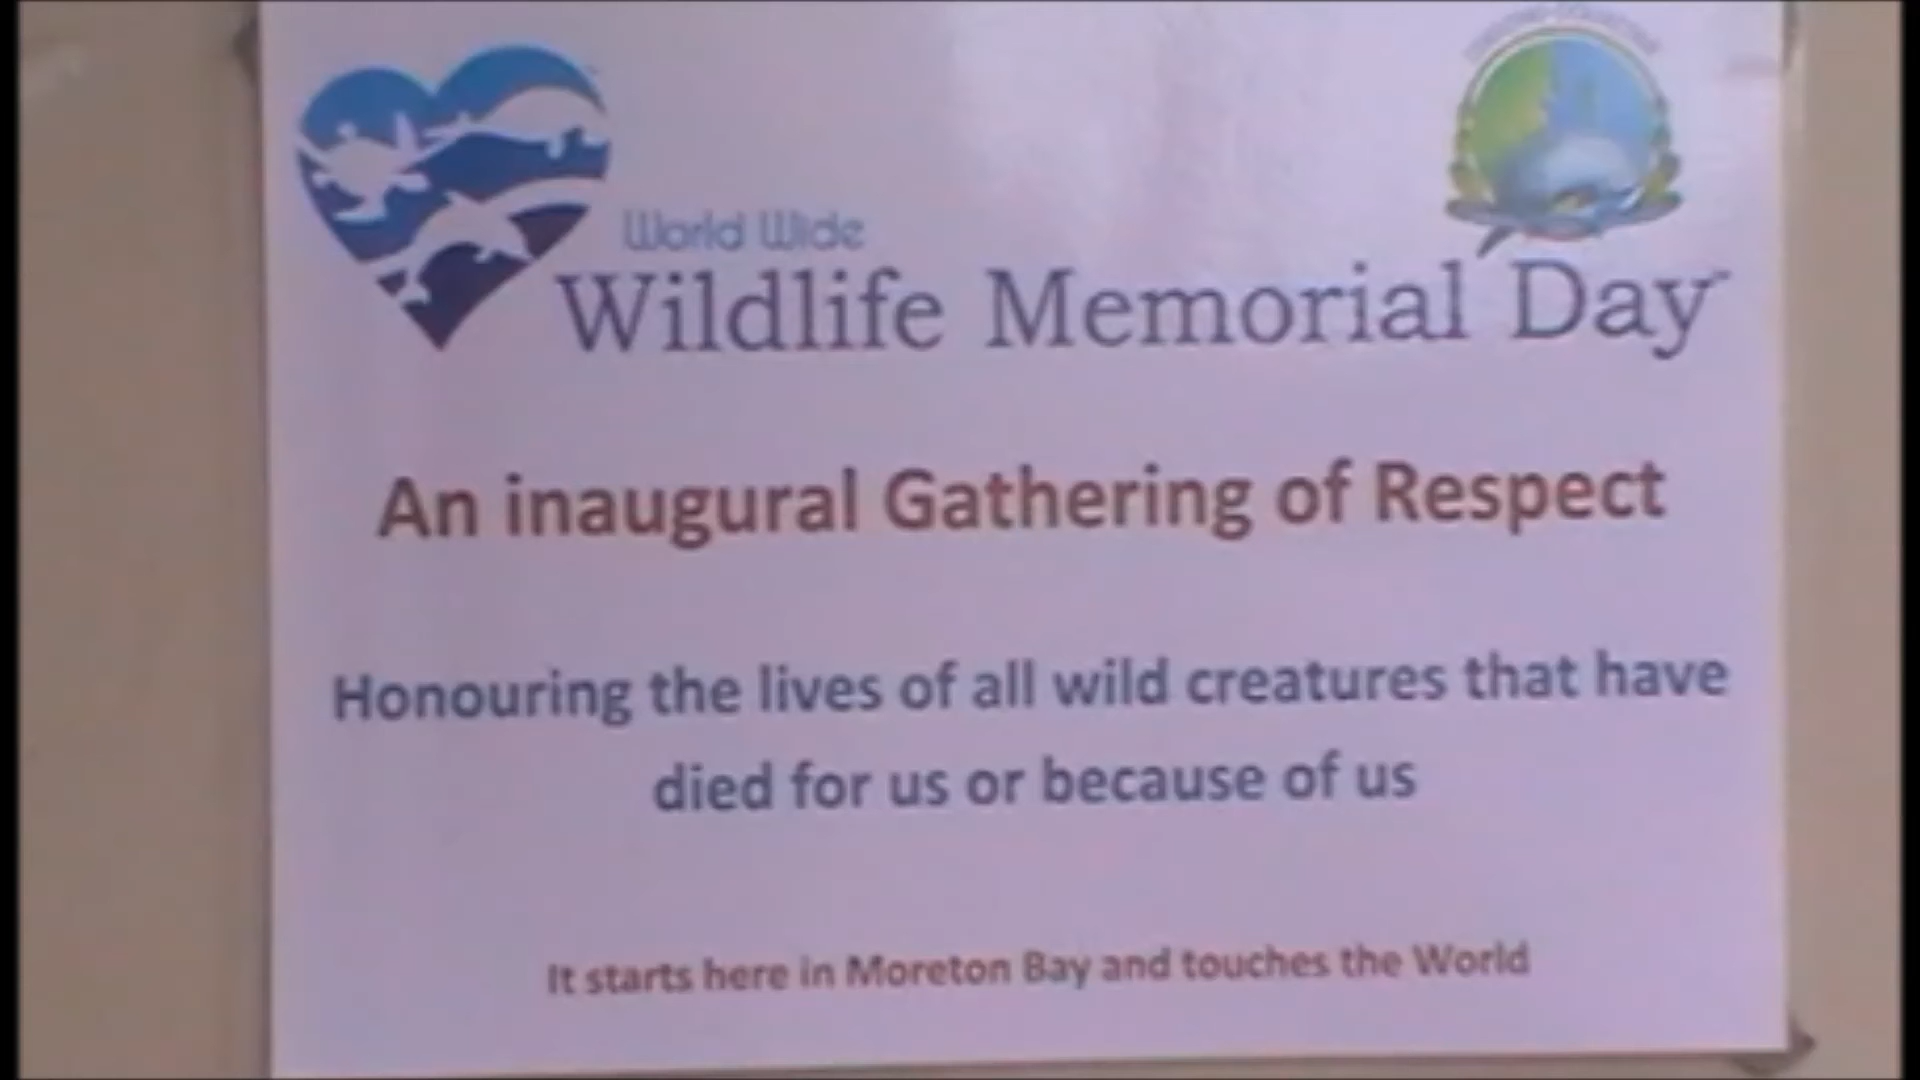 World Wide
Wildlife Memorial Day
An inaugural Gathering of Respect
Honouring the lives of all wild creatures that have
died for us or because of us
It starts here in Moreton Bay and touches the World